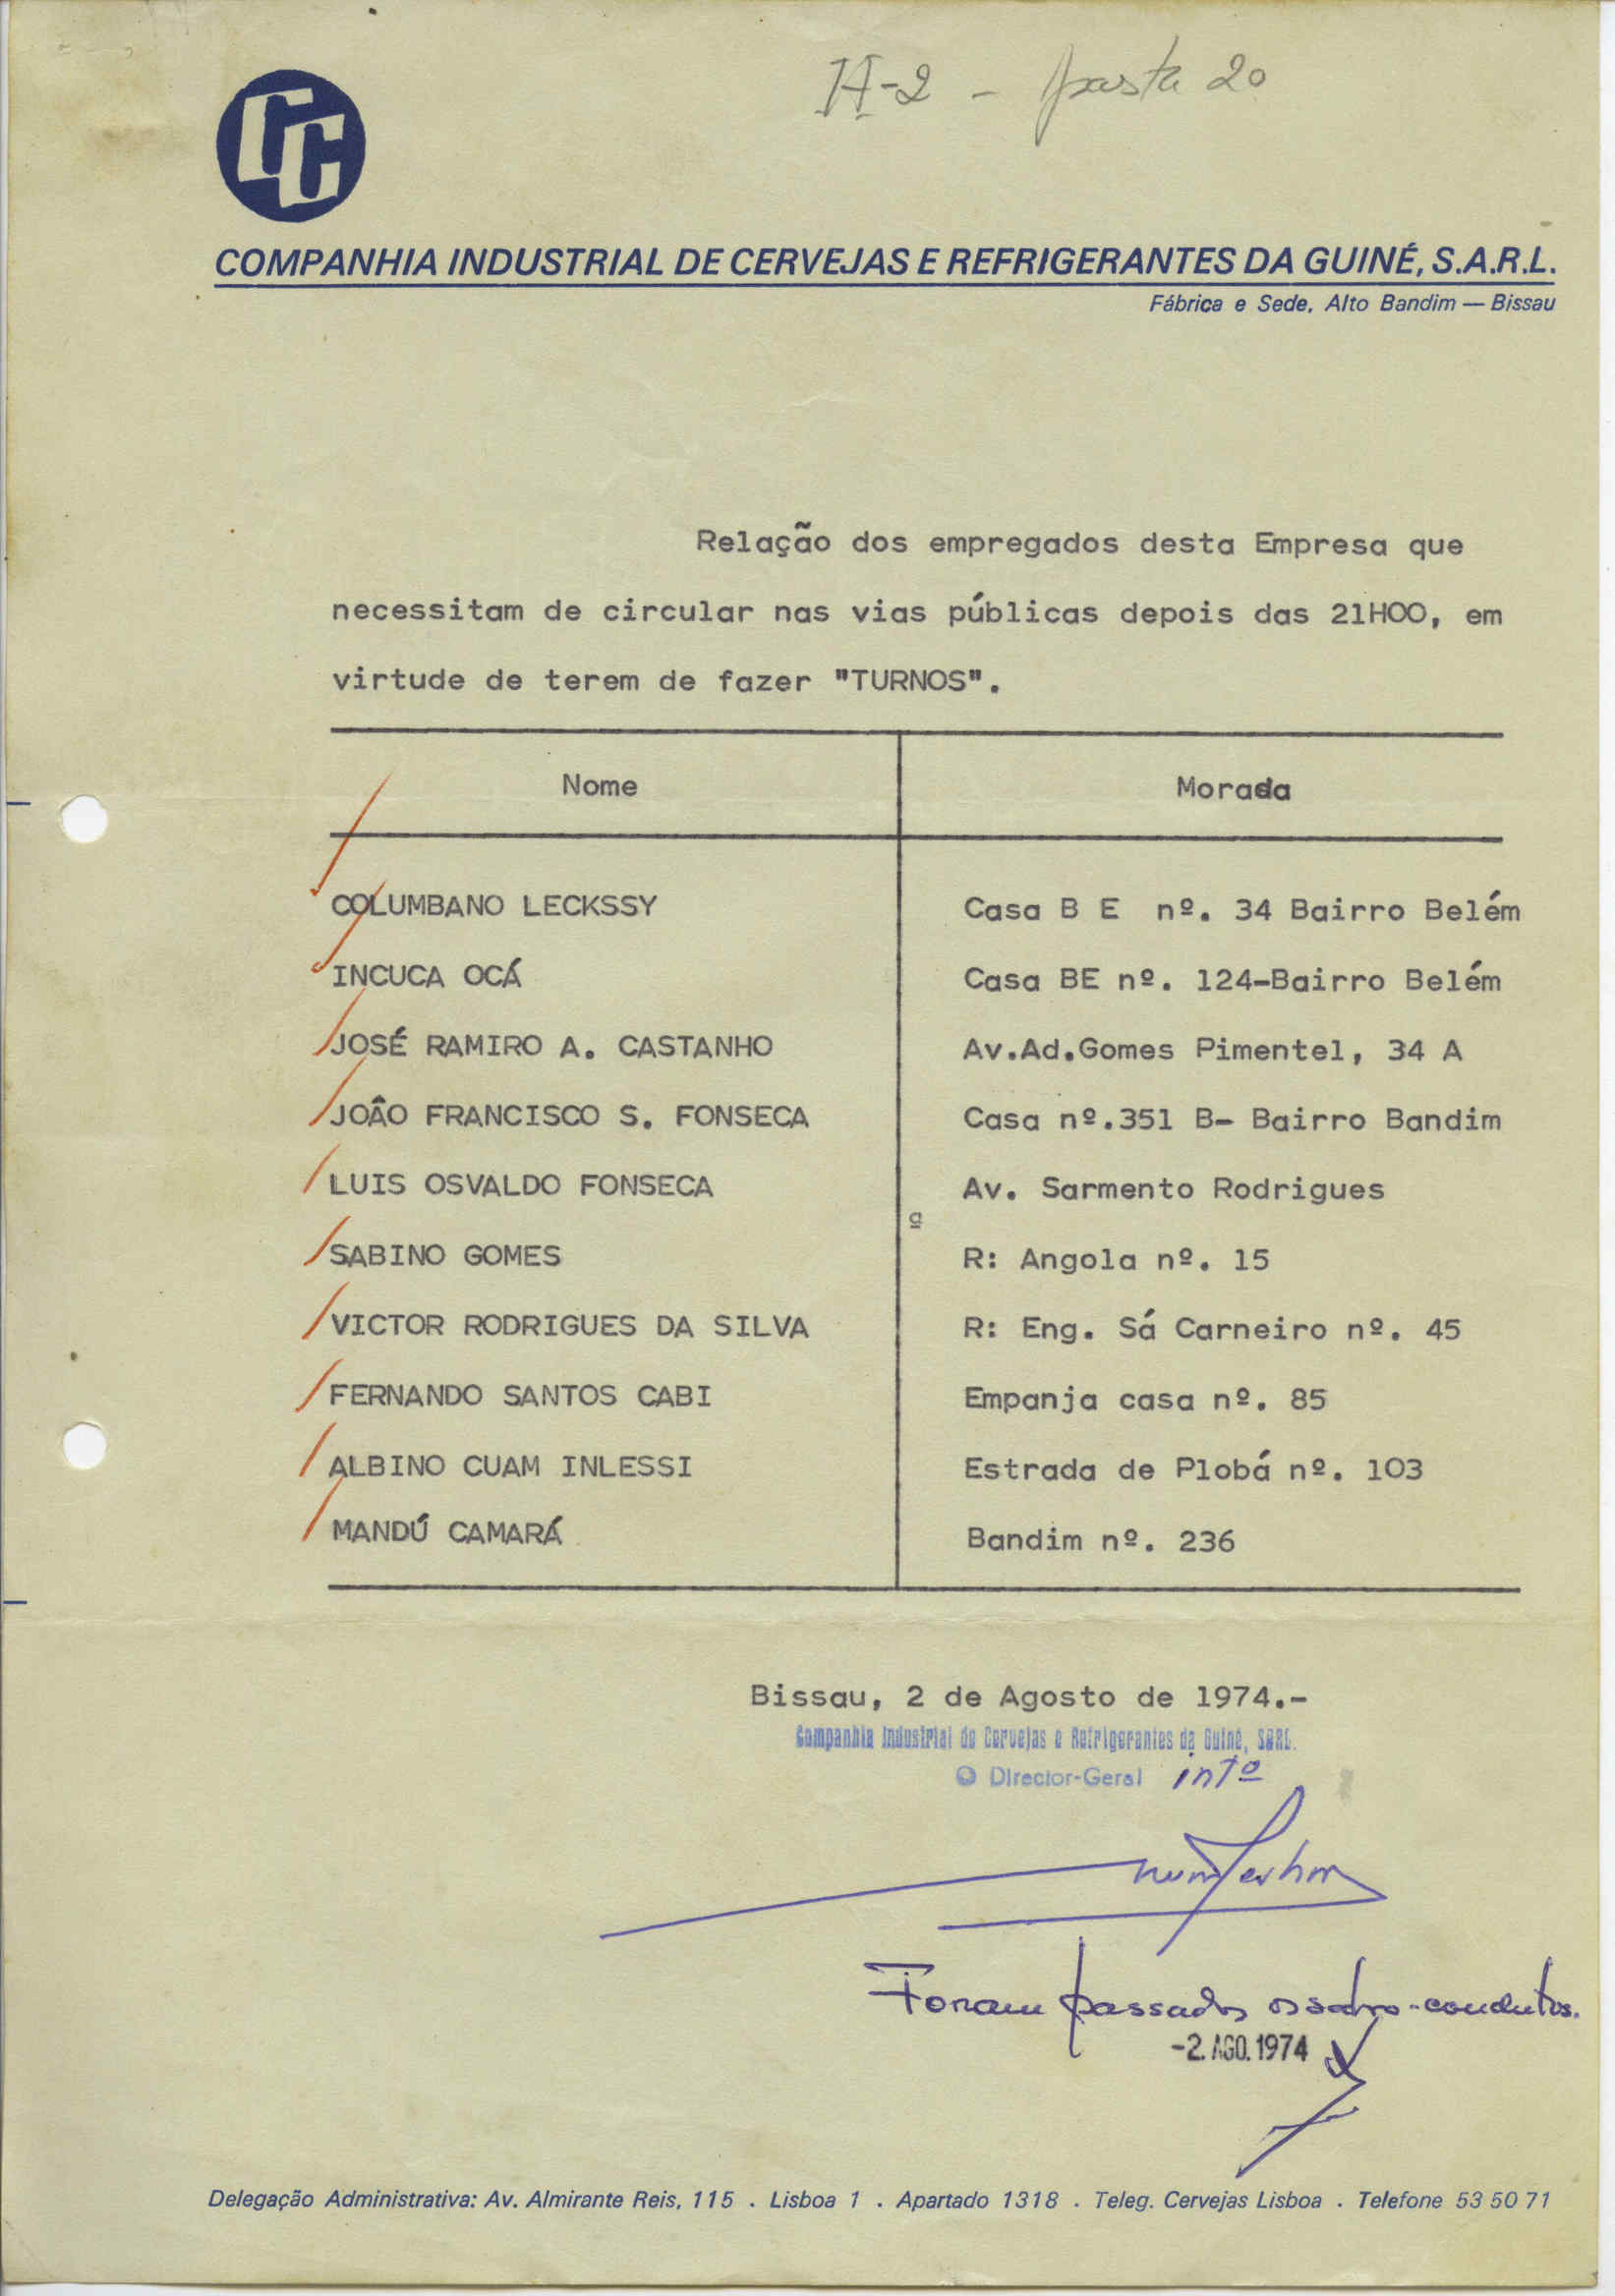 A-2 - pasta 20
COMPANHIA INDUSTRIAL DE CERVEJAS E REFRIGERANTES DA GUINÉ, S.A.R.L.
Fábrica e Sede, Alto Bandim — Bissau
Relação dos empregados desta Empresa que
necessitam de circular nas vias públicas depois das 21H00, em
virtude de terem de fazer "TURNOS".
Nome Morada
COLUMBANO LECKSSY Casa B E nº. 34 Bairro Belém
INCUCA OCÁ Casa BE nº. 124-Bairro Belém
JOSÉ RAMIRO A. CASTANHO Av.Ad.Gomes Pimentel, 34 A
JOÂO FRANCISCO S. FONSECA Casa nº.351 B- Bairro Bandim
LUIS OSVALDO FONSECA Av. Sarmento Rodrigues
ª
SABINO GOMES R: Angola nº. 15
VICTOR RODRIGUES DA SILVA R: Eng. Sá Carneiro nº. 45
FERNANDO SANTOS CABI Empanja casa nº. 85
ALBINO CUAM INLESSI Estrada de Plobá nº. 103
MANDÚ CAMARÁ Bandim nº. 236
Bissau, 2 de Agosto de 1974.-
Companhia Industrial de Cervejas e Refrigerantes da Guiné, SARL.
O Director-Geral intº
Foram passados os salvo-condutos.
-2. AGO. 1974
Delegação Administrativa: Av. Almirante Reis, 115 . Lisboa 1 . Apartado 1318 . Teleg. Cervejas Lisboa . Telefone 53 50 71